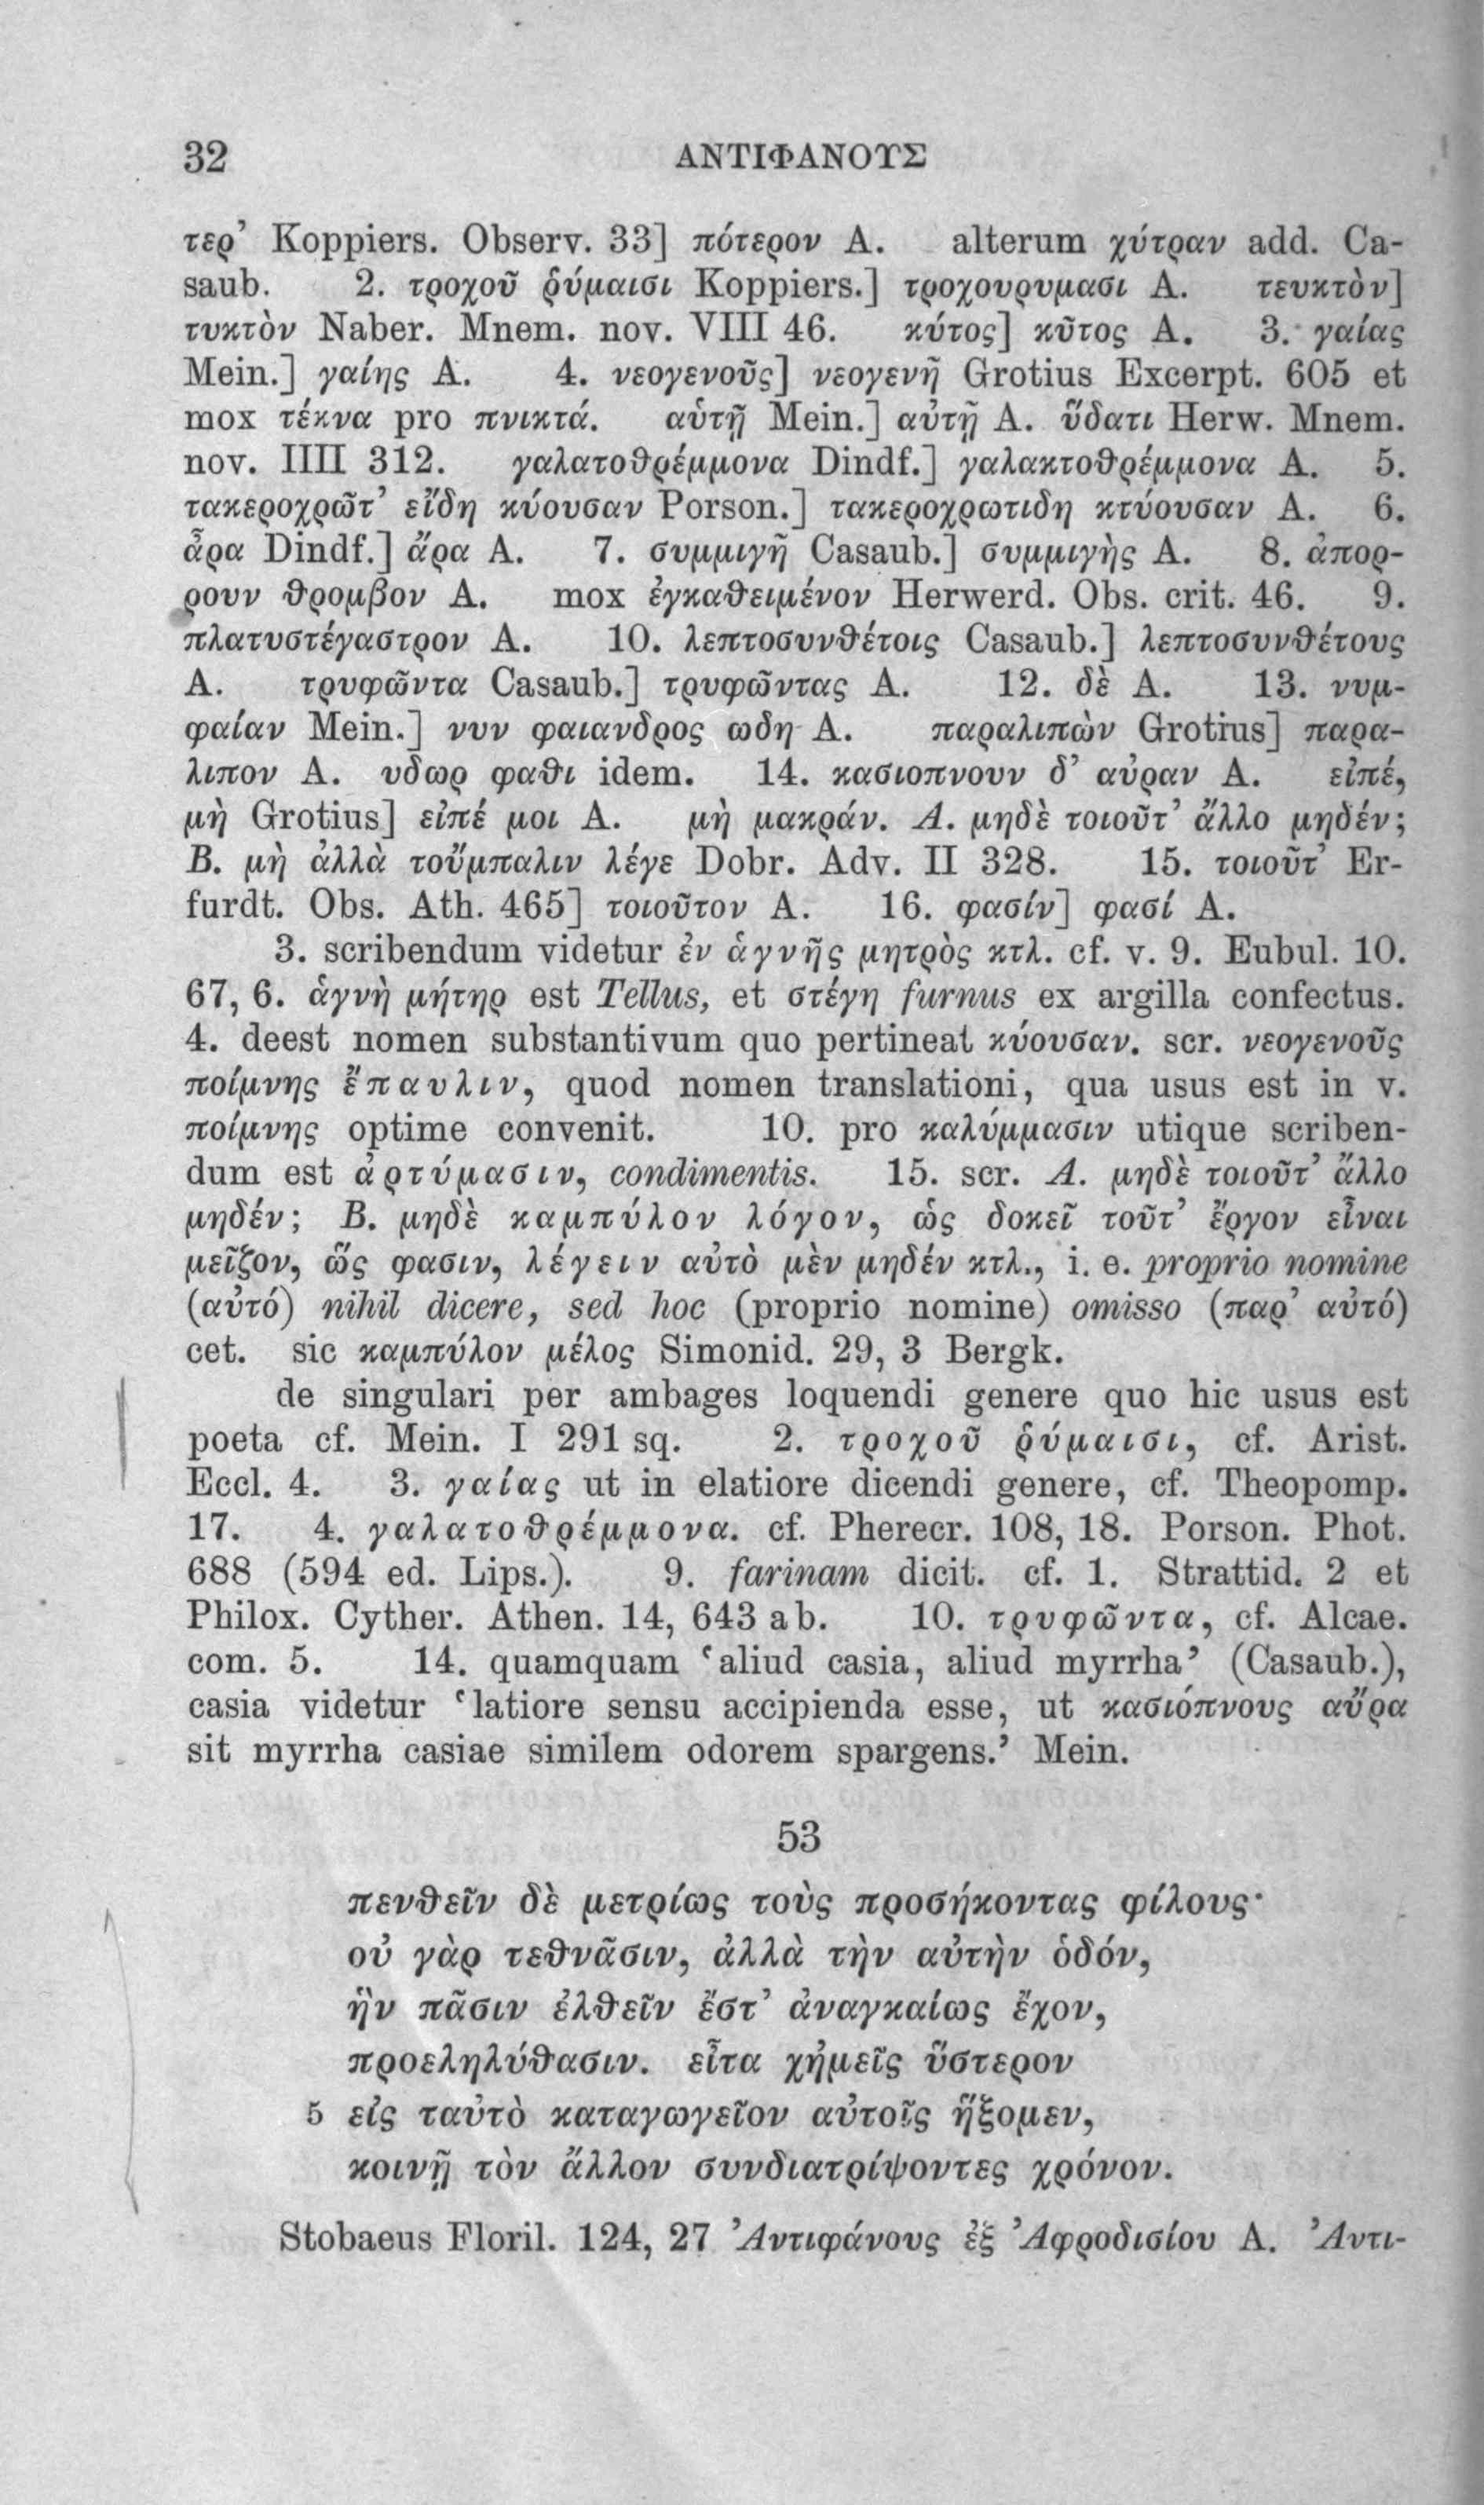 32 ΑΝΤΙΦΑΝΟΥΣ
τερ’ Koppiers. Observ. 33] πότερον A. alterum χύτραν add. Ca-
saub. 2. τροχοῦ ῥύμαισι Koppiers.] τροχουρυμασι A. τευκτὸν]
τυκτὸν Naber. Mnem. nov. VIII 46. κύτος] κῦτος A. 3. γαίας
Mein.] γαίης A. 4. νεογενοῦς] νεογενῆ Grotius Excerpt. 605 et
mox τέκνα pro πνικτά. αὑτῇ Mein.] αὐτῇ A. ὕδατι Herw. Mnem.
nov. IIII 312. γαλατοθρέμμονα Dindf.] γαλακτοθρέμμονα A. 5.
τακεροχρῶτ’ εἴδη κύουσαν Porson.] τακεροχρωτιδη κτύουσαν A. 6.
ἆρα Dindf.] ἄρα A. 7. συμμιγῆ Casaub.] συμμιγὴς A. 8. ἀπορ-
ρουν θρομβον A. mox ἐγκαθειμένον Herwerd. Obs. crit. 46. 9.
πλατυστέγαστρον A. 10. λεπτοσυνθέτοις Casaub.] λεπτοσυνθέτους
A. τρυφῶντα Casaub.] τρυφῶντας A. 12. δὲ A. 13. νυμ-
φαίαν Mein.] νυν φαιανδρος ωδη A. παραλιπὼν Grotius] παρα-
λιπον A. υδωρ φαθι idem. 14. κασιοπνουν δ’ αὐραν A. εἰπέ,
μὴ Grotius] εἰπέ μοι A. μὴ μακράν. Α. μηδὲ τοιοῦτ’ ἄλλο μηδέν;
Β. μὴ ἀλλὰ τοὔμπαλιν λέγε Dobr. Adv. II 328. 15. τοιοῦτ’ Er-
furdt. Obs. Ath. 465] τοιοῦτον A. 16. φασίν] φασί A.
3. scribendum videtur ἐν ἁγνῆς μητρὸς κτλ. cf. v. 9. Eubul. 10.
67, 6. ἁγνὴ μήτηρ est Tellus, et στέγη furnus ex argilla confectus.
4. deest nomen substantivum quo pertineat κύουσαν. scr. νεογενοῦς
ποίμνης ἔπαυλιν, quod nomen translationi, qua usus est in v.
ποίμνης optime convenit. 10. pro καλύμμασιν utique scriben-
dum est ἀρτύμασιν, condimentis. 15. scr. Α. μηδὲ τοιοῦτ’ ἄλλο
μηδέν; Β. μηδὲ καμπύλον λόγον, ὡς δοκεῖ τοῦτ’ ἔργον εἶναι
μεῖζον, ὥς φασιν, λέγειν αὐτὸ μὲν μηδέν κτλ., i. e. proprio nomine
(αὐτό) nihil dicere, sed hoc (proprio nomine) omisso (παρ’ αὐτό)
cet. sic καμπύλον μέλος Simonid. 29, 3 Bergk.
de singulari per ambages loquendi genere quo hic usus est
poeta cf. Mein. I 291 sq. 2. τροχοῦ ῥύμαισι, cf. Arist.
Eccl. 4. 3. γαίας ut in elatiore dicendi genere, cf. Theopomp.
17. 4. γαλατοθρέμμονα. cf. Pherecr. 108, 18. Porson. Phot.
688 (594 ed. Lips.). 9. farinam dicit. cf. 1. Strattid. 2 et
Philox. Cyther. Athen. 14, 643 ab. 10. τρυφῶντα, cf. Alcae.
com. 5. 14. quamquam ‘aliud casia, aliud myrrha’ (Casaub.),
casia videtur ‘latiore sensu accipienda esse, ut κασιόπνους αὔρα
sit myrrha casiae similem odorem spargens.’ Mein.
53
πενθεῖν δὲ μετρίως τοὺς προσήκοντας φίλους·
οὐ γὰρ τεθνᾶσιν, ἀλλὰ τὴν αὐτὴν ὁδόν,
ἣν πᾶσιν ἐλθεῖν ἔστ’ ἀναγκαίως ἔχον,
προεληλύθασιν. εἶτα χἠμεῖς ὕστερον
5 εἰς ταὐτὸ καταγωγεῖον αὐτοῖς ἥξομεν,
κοινῇ τὸν ἄλλον συνδιατρίψοντες χρόνον.
Stobaeus Floril. 124, 27 Ἀντιφάνους ἐξ Ἀφροδισίου A. Ἀντι-